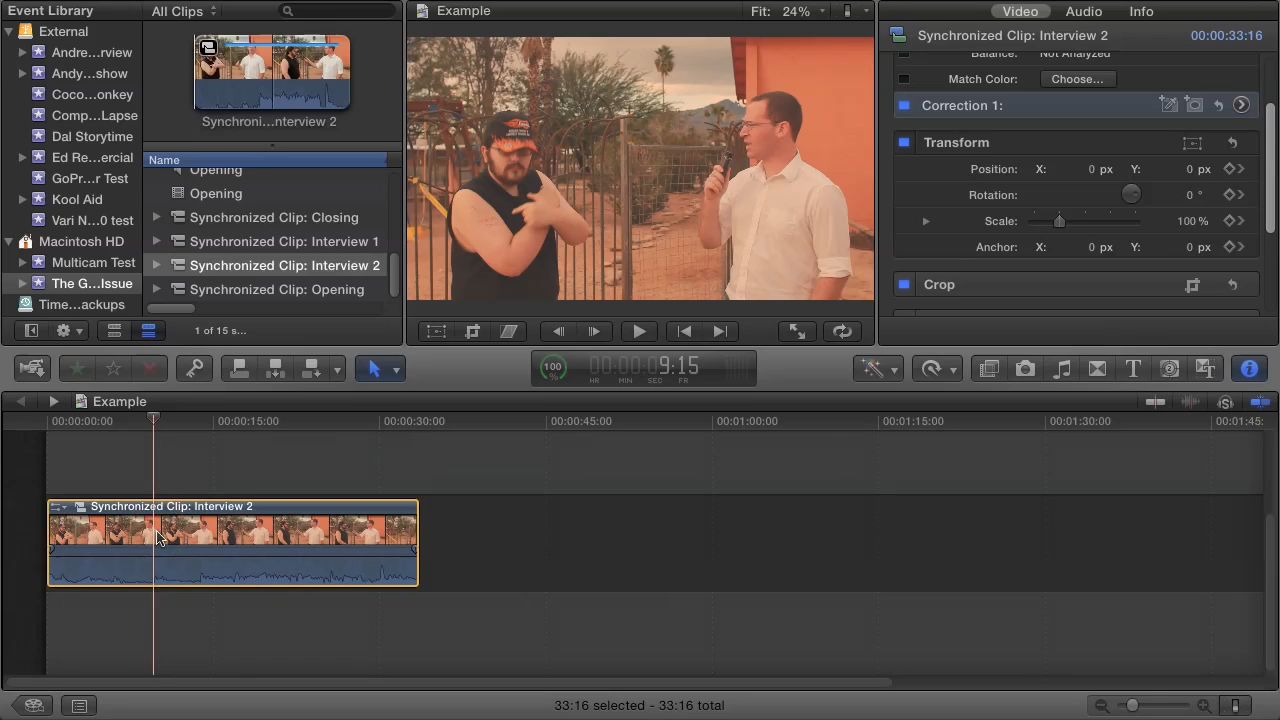 Event Library
All Clips
Example
Fit: 24%
Video
Audio
Info
External
Andre...rview
Andy...show
Coco...onkey
Comp...Lapse
Dal Storytime
Ed Re...ercial
GoPr...r Test
Kool Aid
Vari N...0 test
Macintosh HD
Multicam Test
The G...Issue
Time...ackups
Synchroni...nterview 2
Name
Opening
Opening
Synchronized Clip: Closing
Synchronized Clip: Interview 1
Synchronized Clip: Interview 2
Synchronized Clip: Opening
1 of 15 s...
Synchronized Clip: Interview 2
00:00:33:16
Balance: Not Analyzed
Match Color: Choose...
Correction 1:
Transform
Position: X: 0 px Y: 0 px
Rotation: 0 °
Scale: 100 %
Anchor: X: 0 px Y: 0 px
Crop
100 %
00:00:09:15
HR MIN SEC FR
Example
00:00:00:00
00:00:15:00
00:00:30:00
00:00:45:00
00:01:00:00
00:01:15:00
00:01:30:00
00:01:45:
Synchronized Clip: Interview 2
33:16 selected - 33:16 total